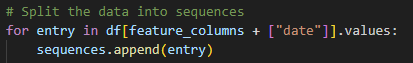 # Split the data into sequences
for entry in df[feature_columns + ["date"]].values:
    sequences.append(entry)